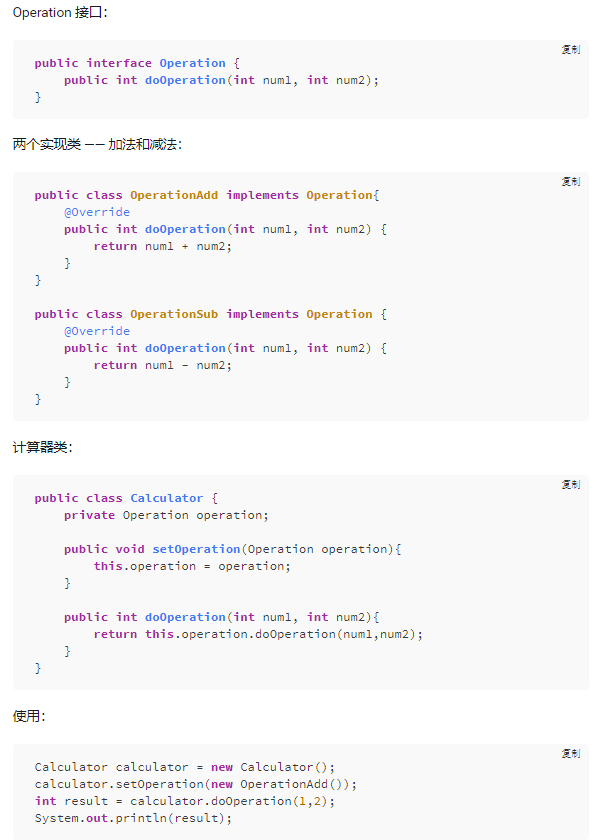 Operation 接口：
复制
public interface Operation {
    public int doOperation(int num1, int num2);
}
两个实现类 —— 加法和减法：
复制
public class OperationAdd implements Operation{
    @Override
    public int doOperation(int num1, int num2) {
        return num1 + num2;
    }
}
public class OperationSub implements Operation {
    @Override
    public int doOperation(int num1, int num2) {
        return num1 - num2;
    }
}
计算器类：
复制
public class Calculator {
    private Operation operation;
    public void setOperation(Operation operation){
        this.operation = operation;
    }
    public int doOperation(int num1, int num2){
        return this.operation.doOperation(num1,num2);
    }
}
使用：
复制
Calculator calculator = new Calculator();
calculator.setOperation(new OperationAdd());
int result = calculator.doOperation(1,2);
System.out.println(result);